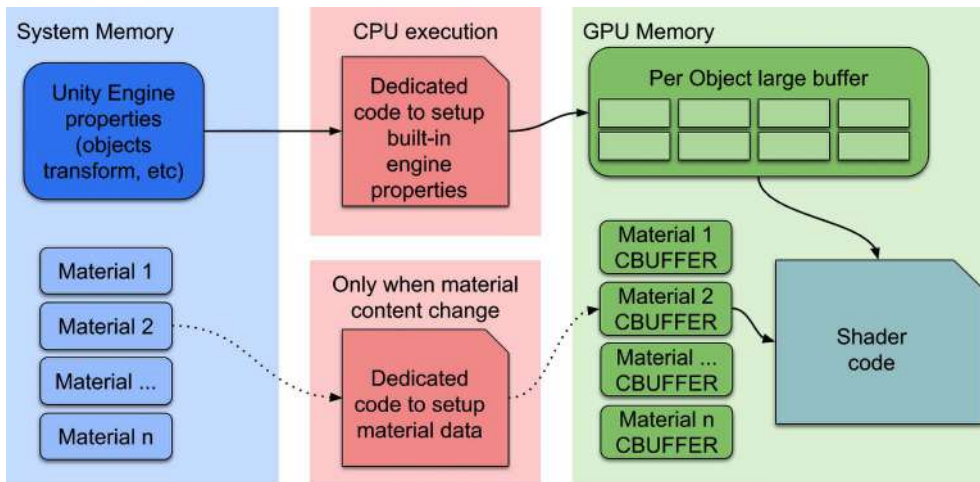 System Memory
Unity Engine
properties
(objects
transform, etc)
Material 1
Material 2
Material ...
Material n
CPU execution
Dedicated
code to setup
built-in
engine
properties
Only when material
content change
Dedicated
code to setup
material data
GPU Memory
Per Object large buffer
Material 1
CBUFFER
Material 2
CBUFFER
Material ...
CBUFFER
Material n
CBUFFER
Shader
code